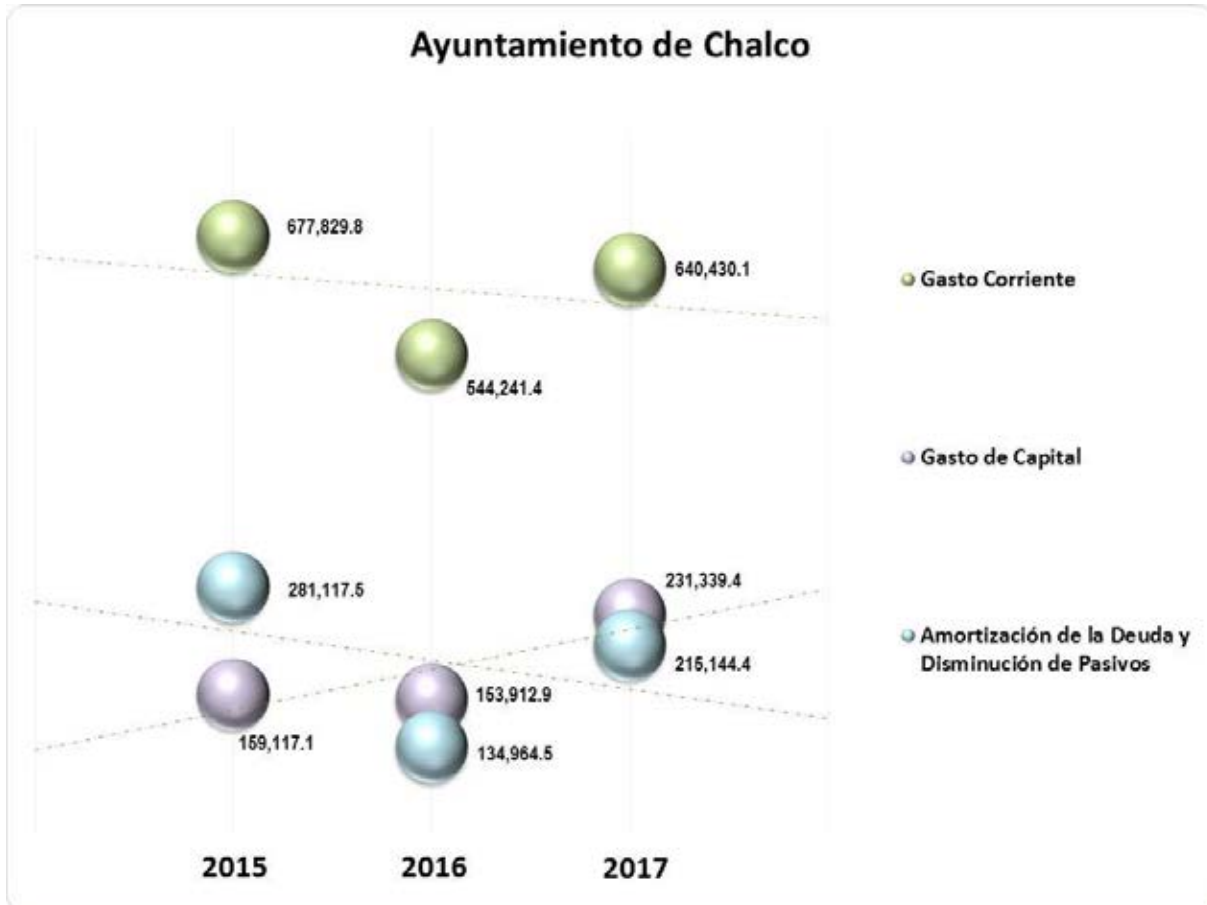 Ayuntamiento de Chalco
677,829.8
640,430.1
Gasto Corriente
544,241.4
Gasto de Capital
281,117.5
231,339.4
Amortización de la Deuda y
Disminución de Pasivos
215,144.4
153,912.9
159,117.1
134,964.5
2015 2016 2017